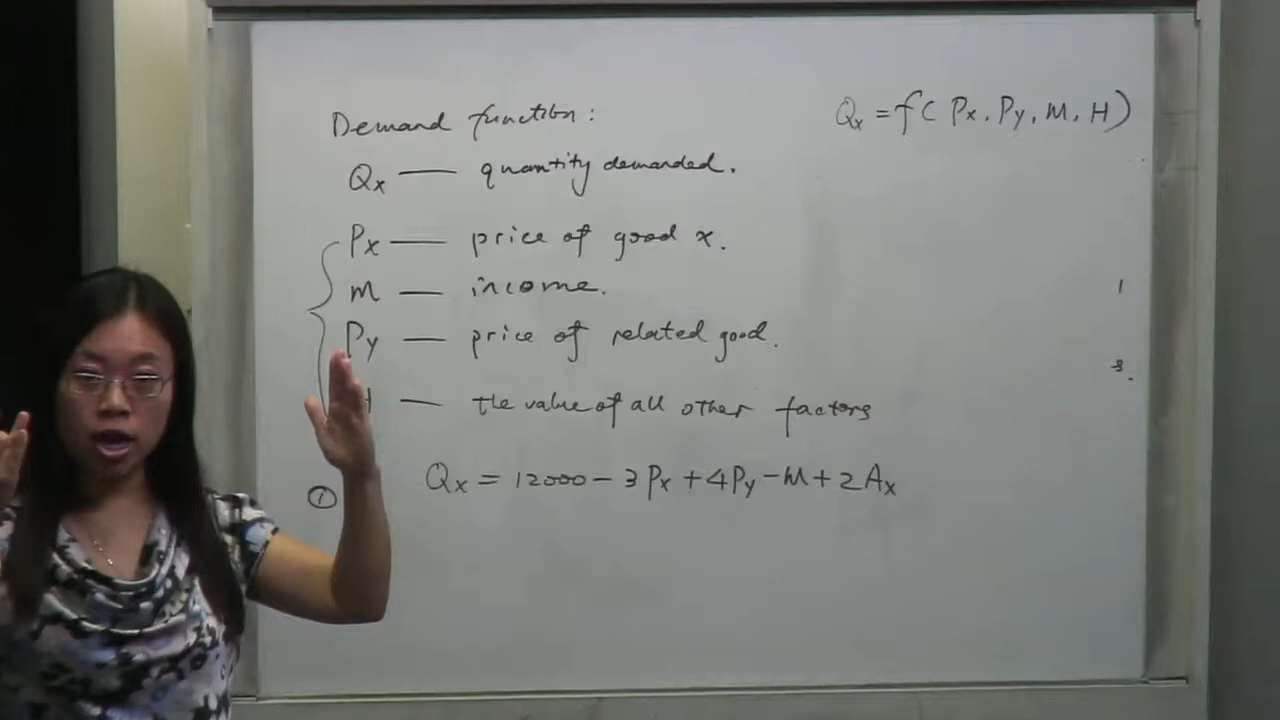 Demand function:
Qx = f( Px, Py, M, H)
Qx — quantity demanded.
Px — price of good x.
M — income.
Py — price of related good.
— the value of all other factors
① Qx = 12000 - 3Px + 4Py - M + 2Ax
1
3.